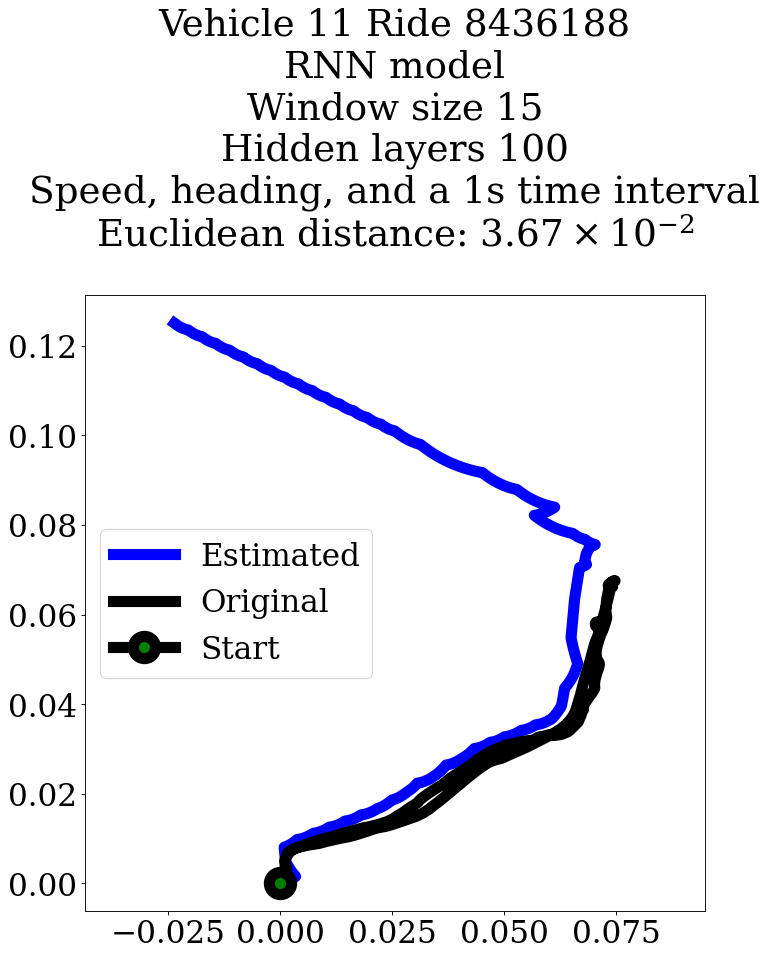 Vehicle 11 Ride 8436188
RNN model
Window size 15
Hidden layers 100
Speed, heading, and a 1s time interval
Euclidean distance: 3.67 × 10⁻²
0.12
0.10
0.08
0.06
0.04
0.02
0.00
Estimated
Original
Start
−0.025 0.000 0.025 0.050 0.075